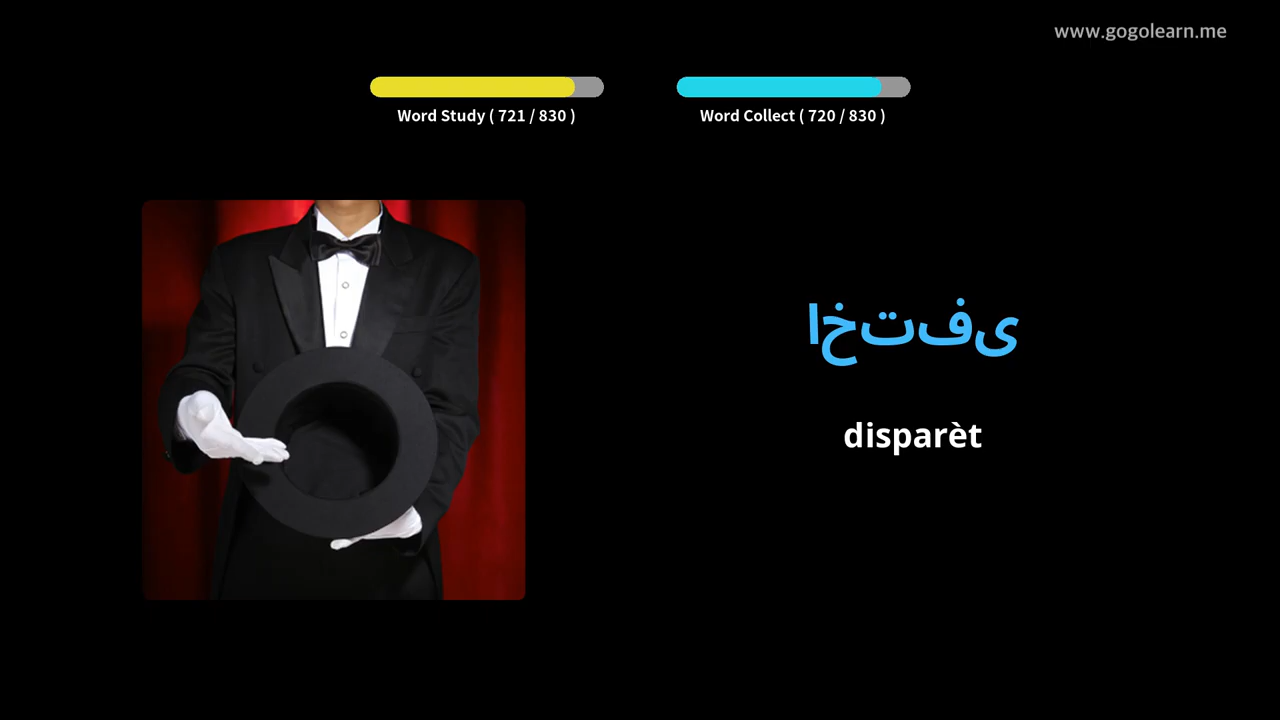 www.gogolearn.me
Word Study ( 721 / 830 )
Word Collect ( 720 / 830 )
اختفى
disparèt